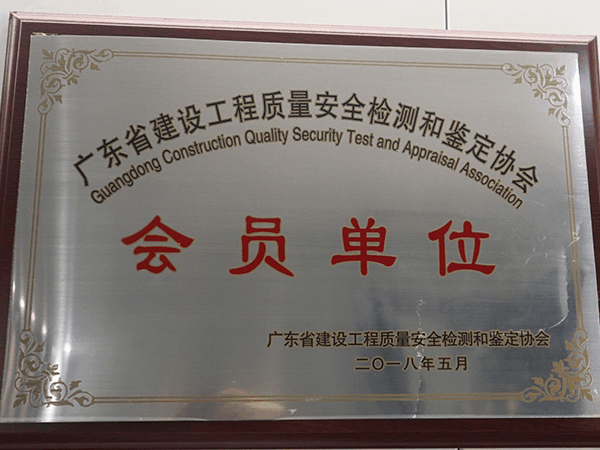 广东省建设工程质量安全检测和鉴定协会
Guangdong Construction Quality Security Test and Appraisal Association
会员单位
广东省建设工程质量安全检测和鉴定协会
二〇一八年五月